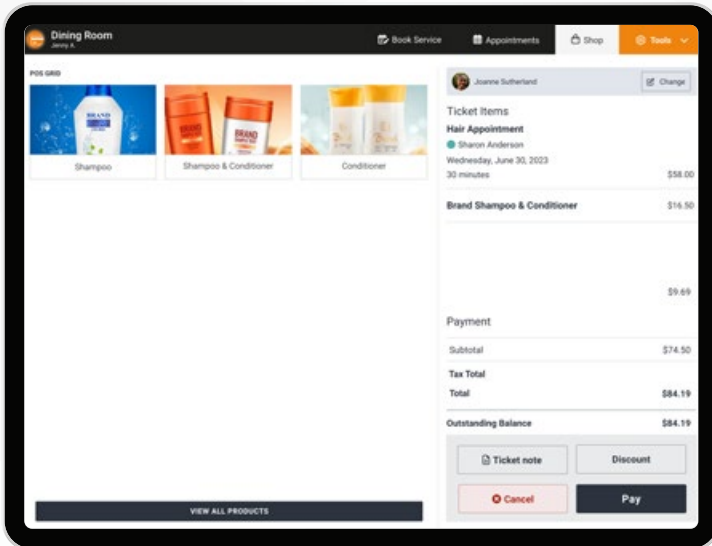 Dining Room
Jenny A.
Book Service
Appointments
Shop
Tools
POS GRID
BRAND
BRAND
BRAND
Shampoo
Shampoo & Conditioner
Conditioner
Joanne Sutherland
Change
Ticket Items
Hair Appointment
Sharon Anderson
Wednesday, June 30, 2023
30 minutes $58.00
Brand Shampoo & Conditioner $16.50
$9.69
Payment
Subtotal $74.50
Tax Total
Total $84.19
Outstanding Balance $84.19
Ticket note
Discount
Cancel
Pay
VIEW ALL PRODUCTS